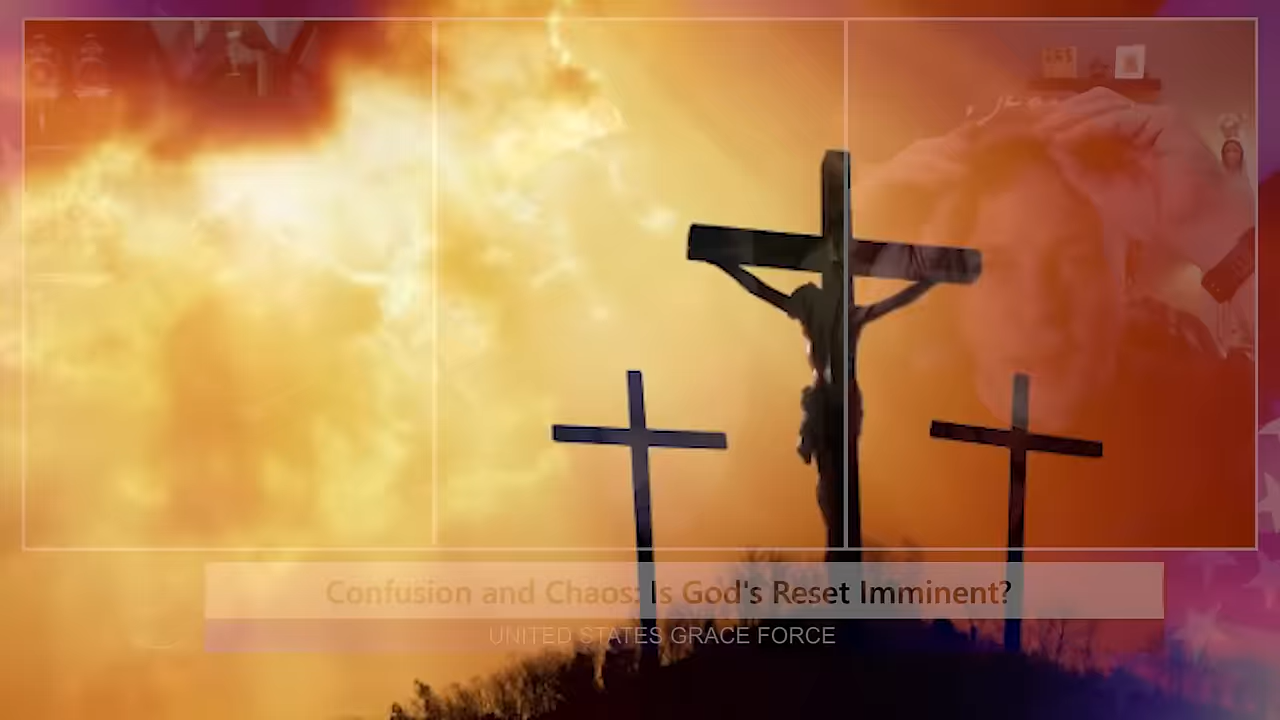 Confusion and Chaos: Is God's Reset Imminent?
UNITED STATES GRACE FORCE